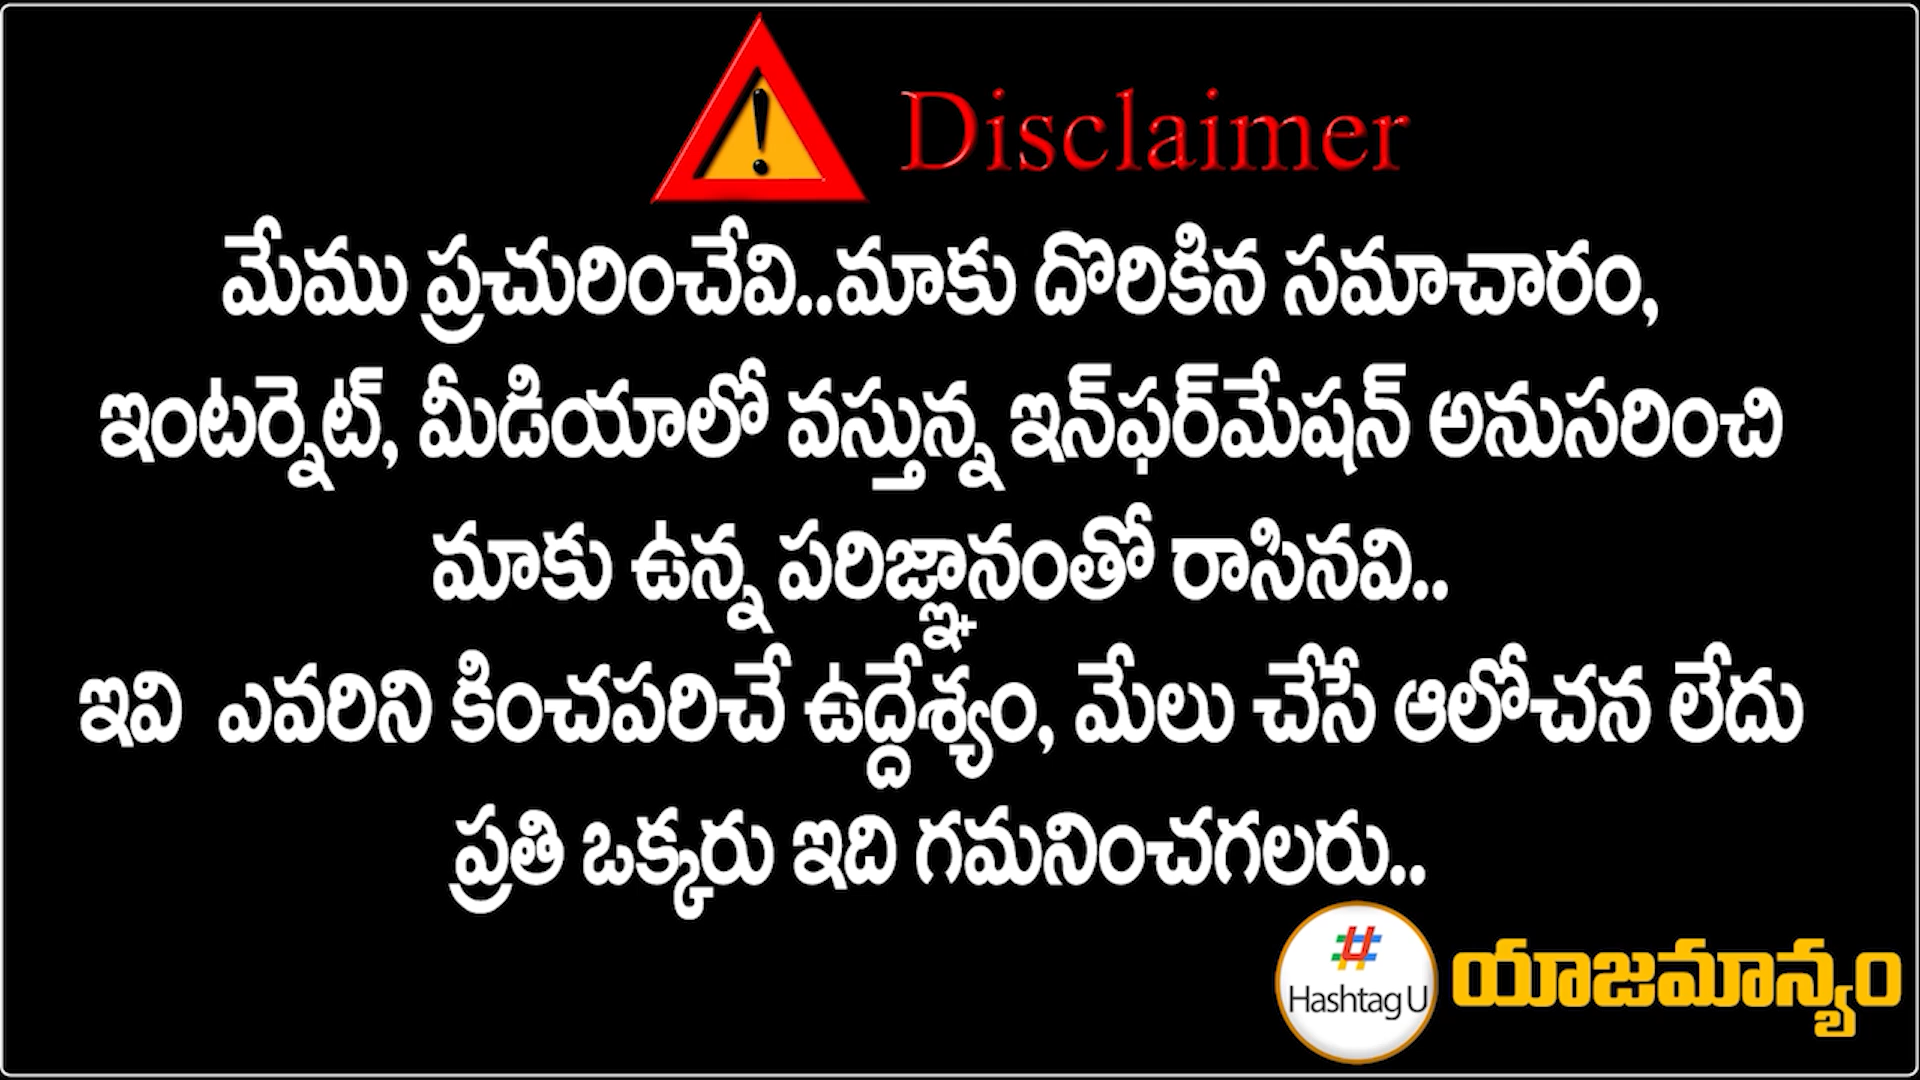 Disclaimer
మేము ప్రచురించేవి..మాకు దొరికిన సమాచారం,
ఇంటర్నెట్, మీడియాలో వస్తున్న ఇన్‌ఫర్‌మేషన్ అనుసరించి
మాకు ఉన్న పరిజ్ఞానంతో రాసినవి..
ఇవి ఎవరిని కించపరిచే ఉద్దేశ్యం, మేలు చేసే ఆలోచన లేదు
ప్రతి ఒక్కరు ఇది గమనించగలరు..
# Hashtag U యాజమాన్యం